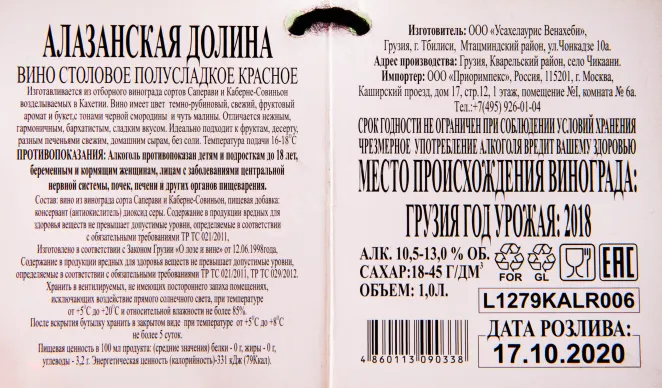 АЛАЗАНСКАЯ ДОЛИНА
ВИНО СТОЛОВОЕ ПОЛУСЛАДКОЕ КРАСНОЕ
Изготавливается из отборного винограда сортов Саперави и Каберне-Совиньон
возделываемых в Кахетии. Вино имеет цвет темно-рубиновый, свежий, фруктовый
аромат и букет,с тонами черной смородины и чуть малины. Отличается нежным,
гармоничным, бархатистым, сладким вкусом. Идеально подходит к фруктам, десерту,
разным печеньями свежим, домашним сырам, без соли. Температура подачи 16-18°С
ПРОТИВОПОКАЗАНИЯ: Алкоголь противопоказан детям и подросткам до 18 лет,
беременным и кормящим женщинам, лицам с заболеваниями центральной
нервной системы, почек, печени и других органов пищеварения.
Состав: вино из винограда сорта Саперави и Каберне-Совиньон, пищевая добавка:
консервант (антиокислитель) диоксид серы. Содержание в продукции вредных для
здоровья веществ не превышает допустимые уровни, определяемые в соответствии
с обязательными требованиями ТР ТС 021/2011,
Изготовлено в соответствии с Законом Грузии «О лозе и вине» от 12.06.1998года.
Содержание в продукции вредных для здоровья веществ не превышает допустимые уровни,
определяемые в соответствии с обязательными требованиями ТР ТС 021/2011, ТР ТС 029/2012.
Хранить в вентилируемых, не имеющих постороннего запаха помещениях,
исключающих воздействие прямого солнечного света, при температуре
от +5°С до +20°С и относительной влажности не более 85%.
После вскрытия бутылку хранить в закрытом виде при температуре от +5°С до +8°С
не более 5 суток.
Пищевая ценность в 100 мл продукта: (средние значения) белки - 0 г, жиры - 0 г,
углеводы - 3,2 г. Энергетическая ценность (калорийность)-331 кДж (79Ккал).
Изготовитель: ООО «Усахелаурис Венахеби»,
Грузия, г. Тбилиси, Мтацминдский район, ул.Чонкадзе 10а.
Адрес производства: Грузия, Кварельский район, село Чикаани.
Импортер: ООО «Приоримпекс», Россия, 115201, г. Москва,
Каширский проезд, дом 17, стр.12, 1 этаж, помещение №I, комната № 6а.
Тел.:+7(495) 926-01-04
СРОК ГОДНОСТИ НЕ ОГРАНИЧЕН ПРИ СОБЛЮДЕНИИ УСЛОВИЙ ХРАНЕНИЯ
ЧРЕЗМЕРНОЕ УПОТРЕБЛЕНИЕ АЛКОГОЛЯ ВРЕДИТ ВАШЕМУ ЗДОРОВЬЮ
МЕСТО ПРОИСХОЖДЕНИЯ ВИНОГРАДА:
ГРУЗИЯ ГОД УРОЖАЯ: 2018
АЛК. 10,5-13,0 % ОБ.
САХАР:18-45 Г/ДМ³
ОБЪЕМ: 1,0Л.
FOR GL
EAC
L1279KALR006
4 860113 090338
ДАТА РОЗЛИВА:
17.10.2020